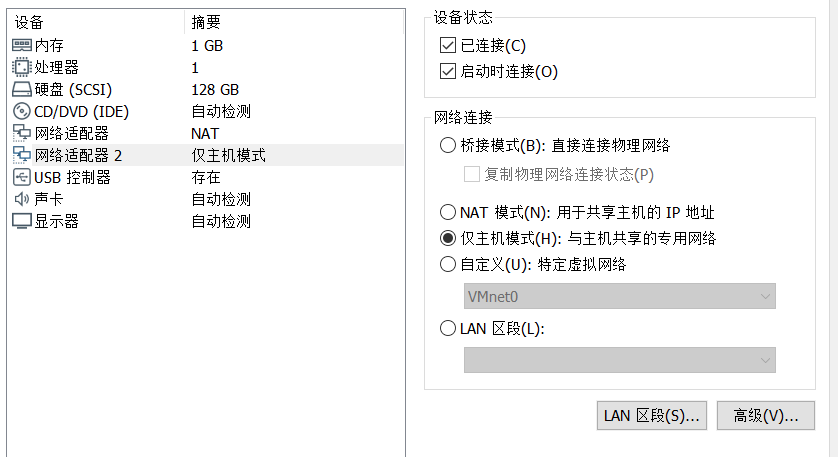 设备 摘要
内存 1 GB
处理器 1
硬盘 (SCSI) 128 GB
CD/DVD (IDE) 自动检测
网络适配器 NAT
网络适配器 2 仅主机模式
USB 控制器 存在
声卡 自动检测
显示器 自动检测
设备状态
已连接(C)
启动时连接(O)
网络连接
桥接模式(B): 直接连接物理网络
复制物理网络连接状态(P)
NAT 模式(N): 用于共享主机的 IP 地址
仅主机模式(H): 与主机共享的专用网络
自定义(U): 特定虚拟网络
VMnet0
LAN 区段(L):
LAN 区段(S)... 高级(V)...